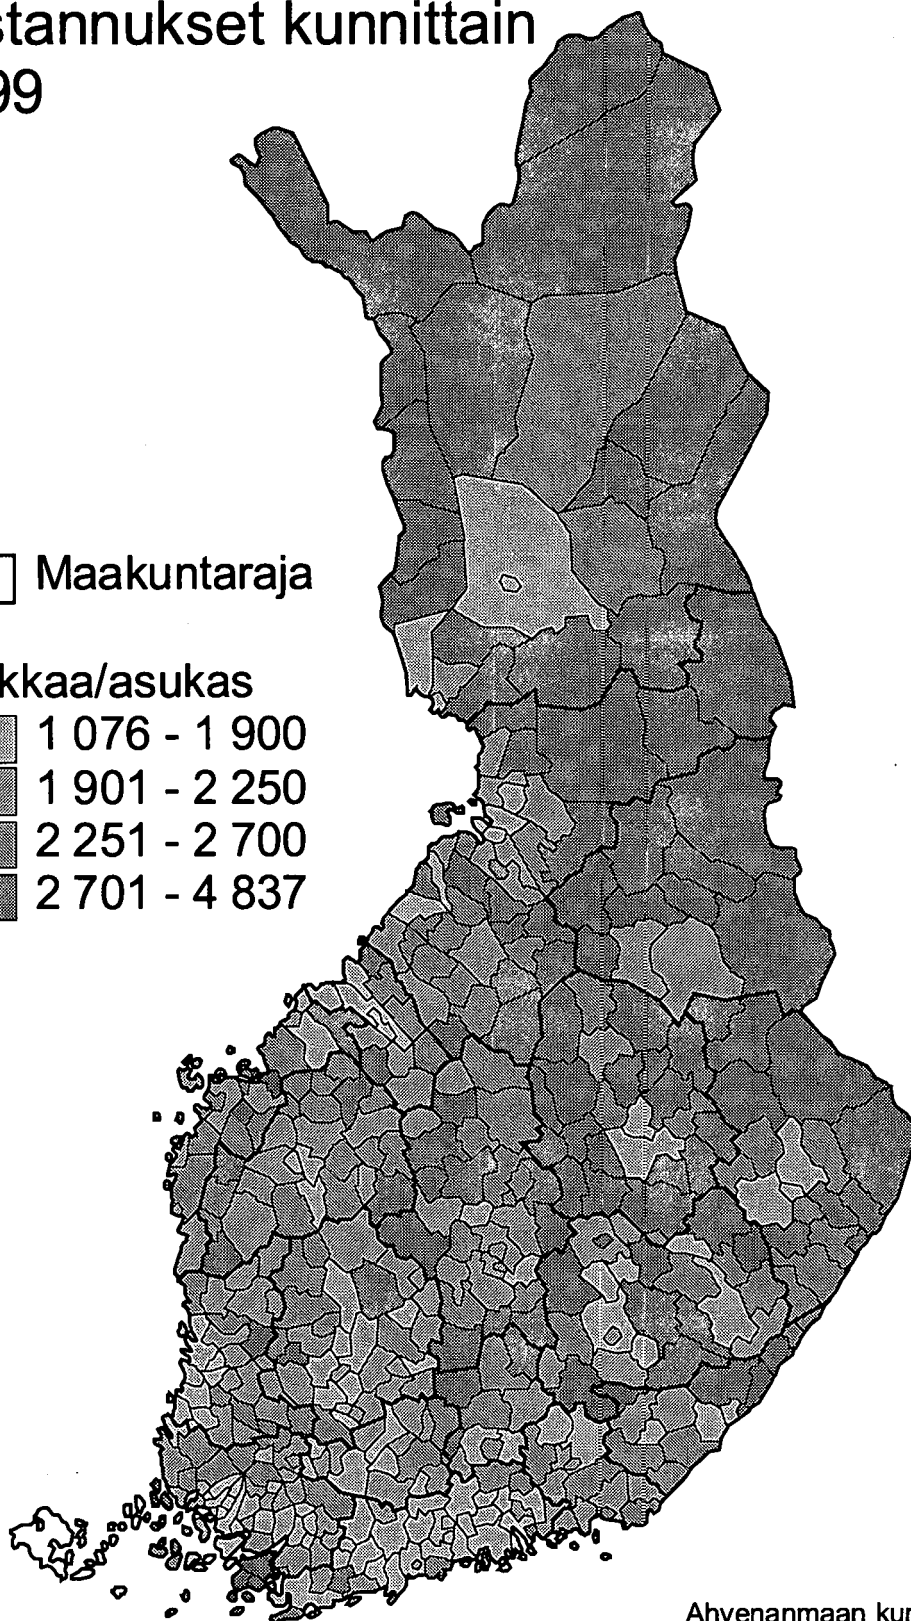 stannukset kunnittain
99
Maakuntaraja
kkaa/asukas
1 076 - 1 900
1 901 - 2 250
2 251 - 2 700
2 701 - 4 837
Ahvenanmaan kun